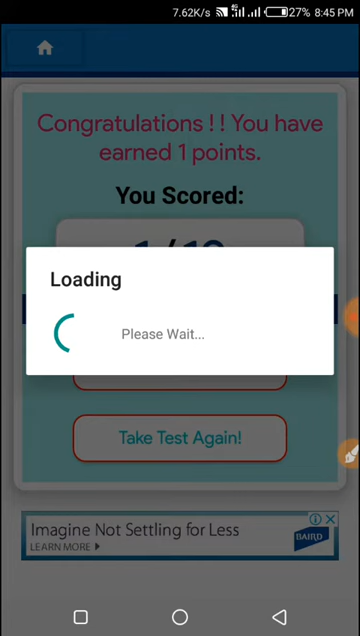 7.62K/s 4G 27% 8:45 PM
Congratulations ! ! You have
earned 1 points.
You Scored:
Loading
Please Wait...
Take Test Again!
Imagine Not Settling for Less
LEARN MORE
BAIRD